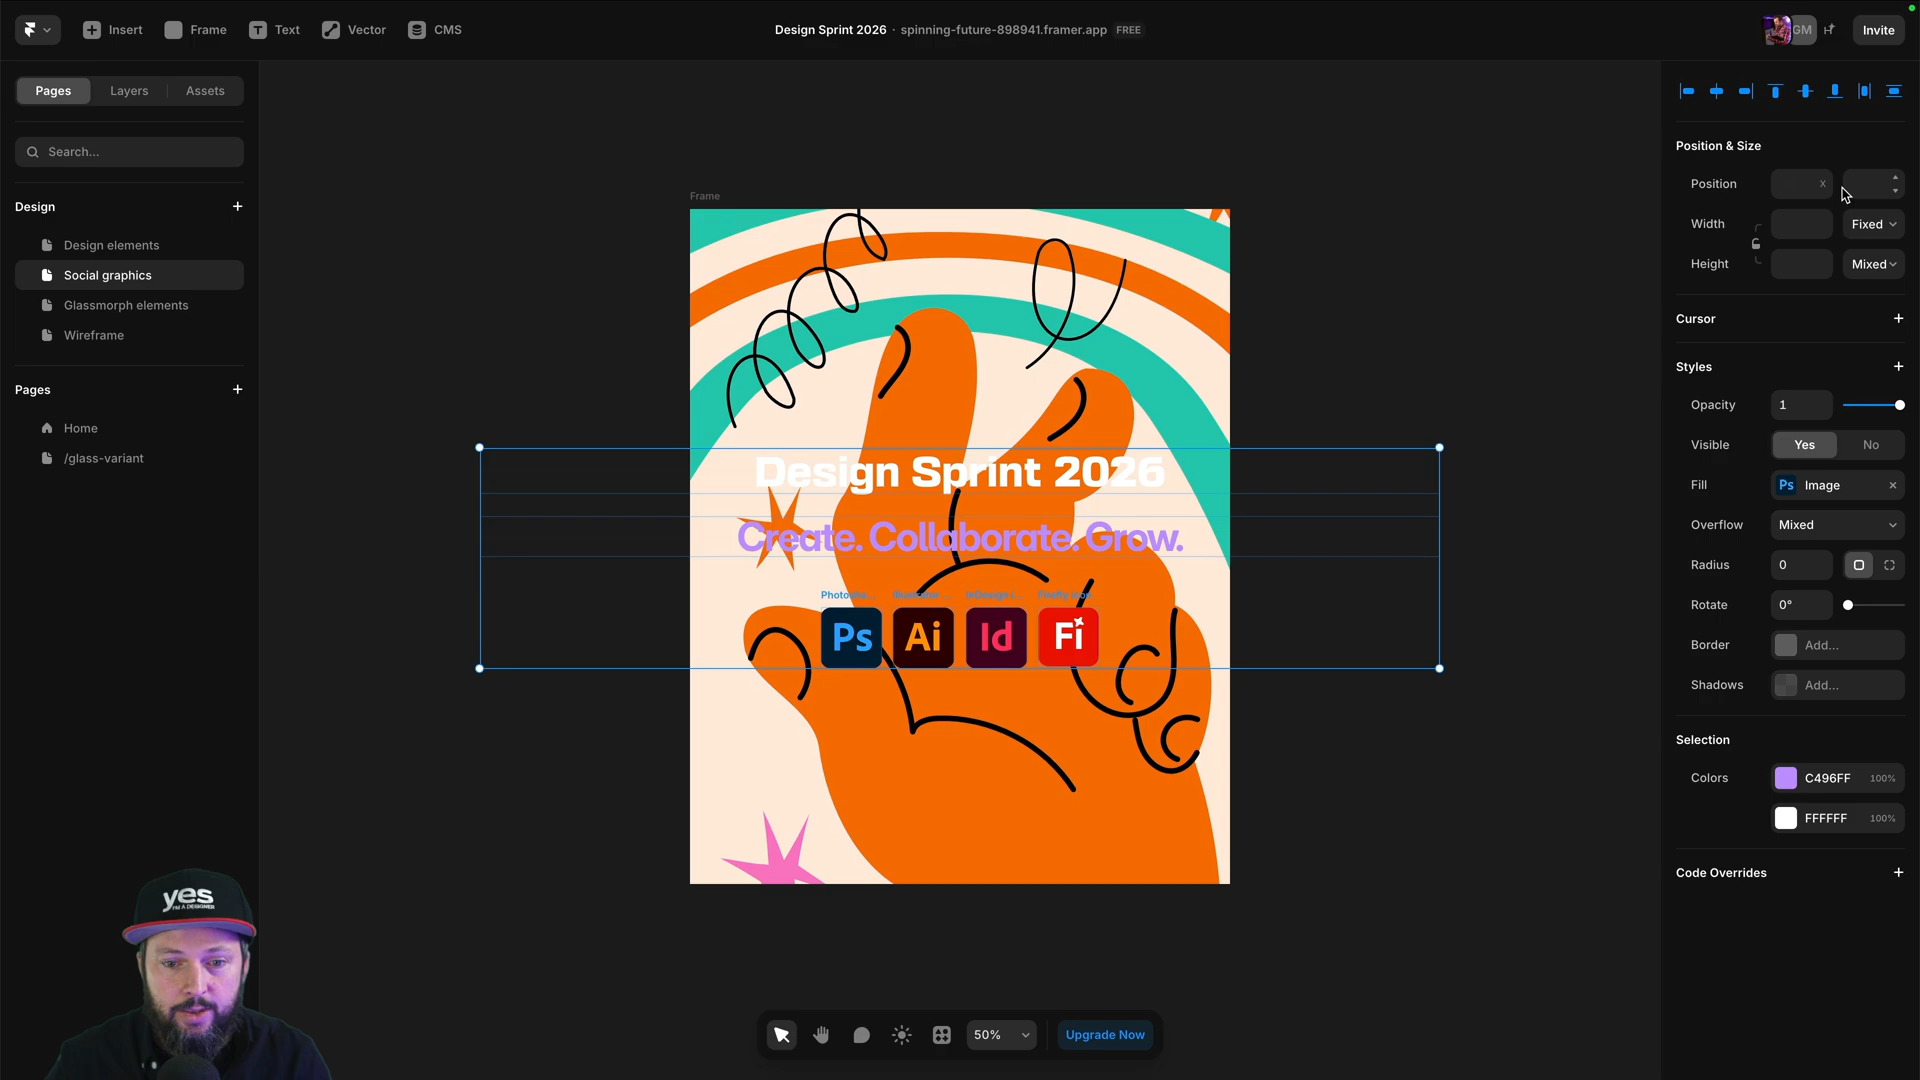 Insert
Frame
Text
Vector
CMS
Design Sprint 2026 · spinning-future-898941.framer.app FREE
GM
Invite
Pages
Layers
Assets
Search...
Design
Design elements
Social graphics
Glassmorph elements
Wireframe
Pages
Home
/glass-variant
Frame
Design Sprint 2026
Create. Collaborate. Grow.
Ps
Ai
Id
Fi
Position & Size
Position
X
Width
Fixed
Height
Mixed
Cursor
Styles
Opacity
1
Visible
Yes
No
Fill
Ps
Image
Overflow
Mixed
Radius
0
Rotate
0°
Border
Add...
Shadows
Add...
Selection
Colors
C496FF
100%
FFFFFF
100%
Code Overrides
50%
Upgrade Now
yes
I'M A DESIGNER